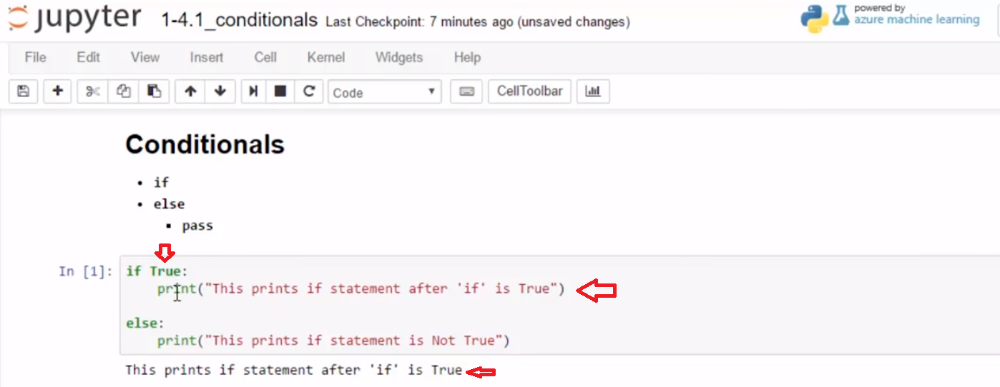 jupyter 1-4.1_conditionals Last Checkpoint: 7 minutes ago (unsaved changes)
powered by
azure machine learning
File Edit View Insert Cell Kernel Widgets Help
Code CellToolbar
Conditionals
• if
• else
▪ pass
In [1]: if True:
print("This prints if statement after 'if' is True")
else:
print("This prints if statement is Not True")
This prints if statement after 'if' is True